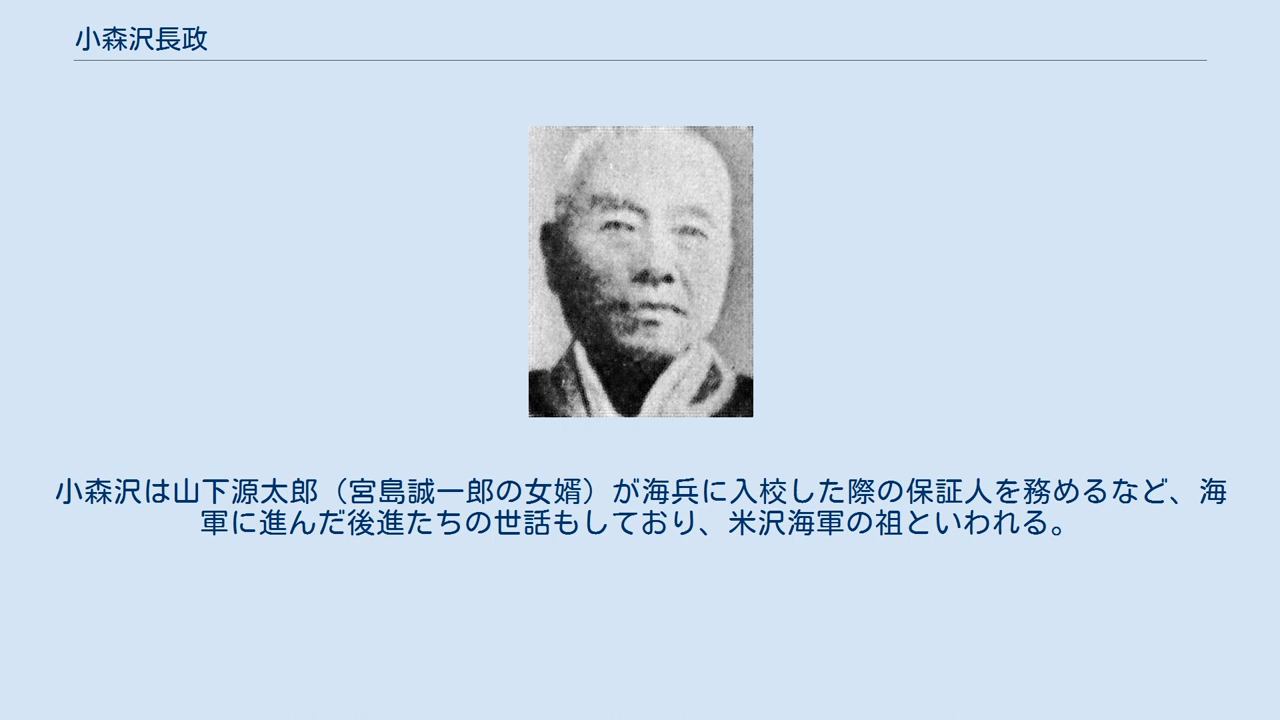 小森沢長政
小森沢は山下源太郎（宮島誠一郎の女婿）が海兵に入校した際の保証人を務めるなど、海
軍に進んだ後進たちの世話もしており、米沢海軍の祖といわれる。